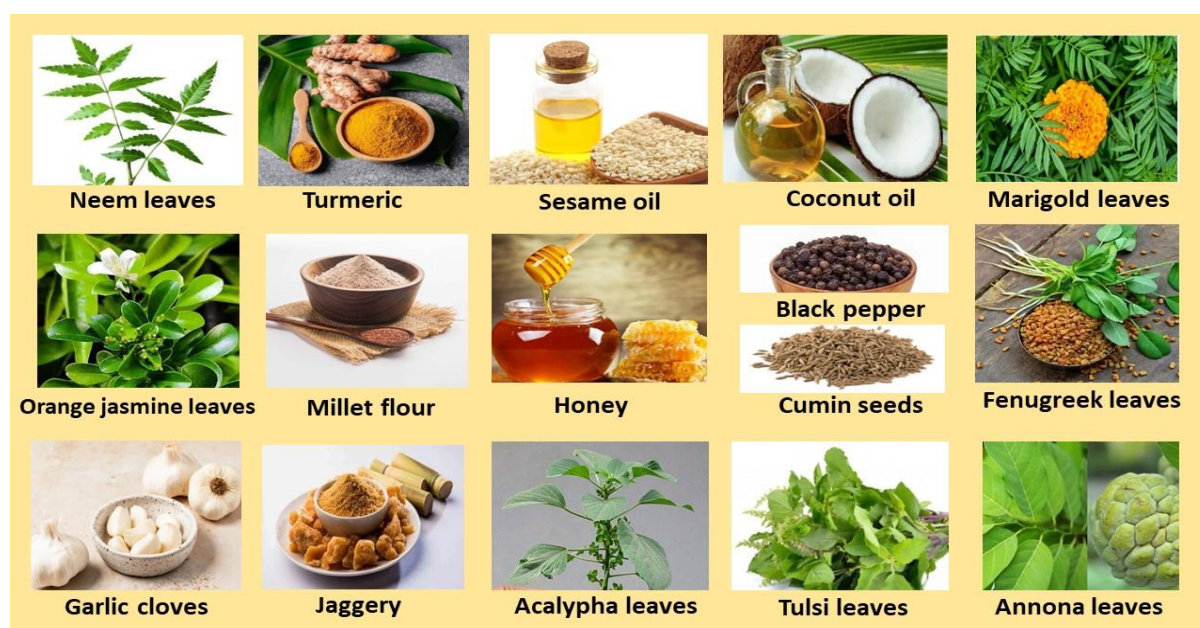 Neem leaves
Turmeric
Sesame oil
Coconut oil
Marigold leaves
Orange jasmine leaves
Millet flour
Honey
Black pepper
Cumin seeds
Fenugreek leaves
Garlic cloves
Jaggery
Acalypha leaves
Tulsi leaves
Annona leaves